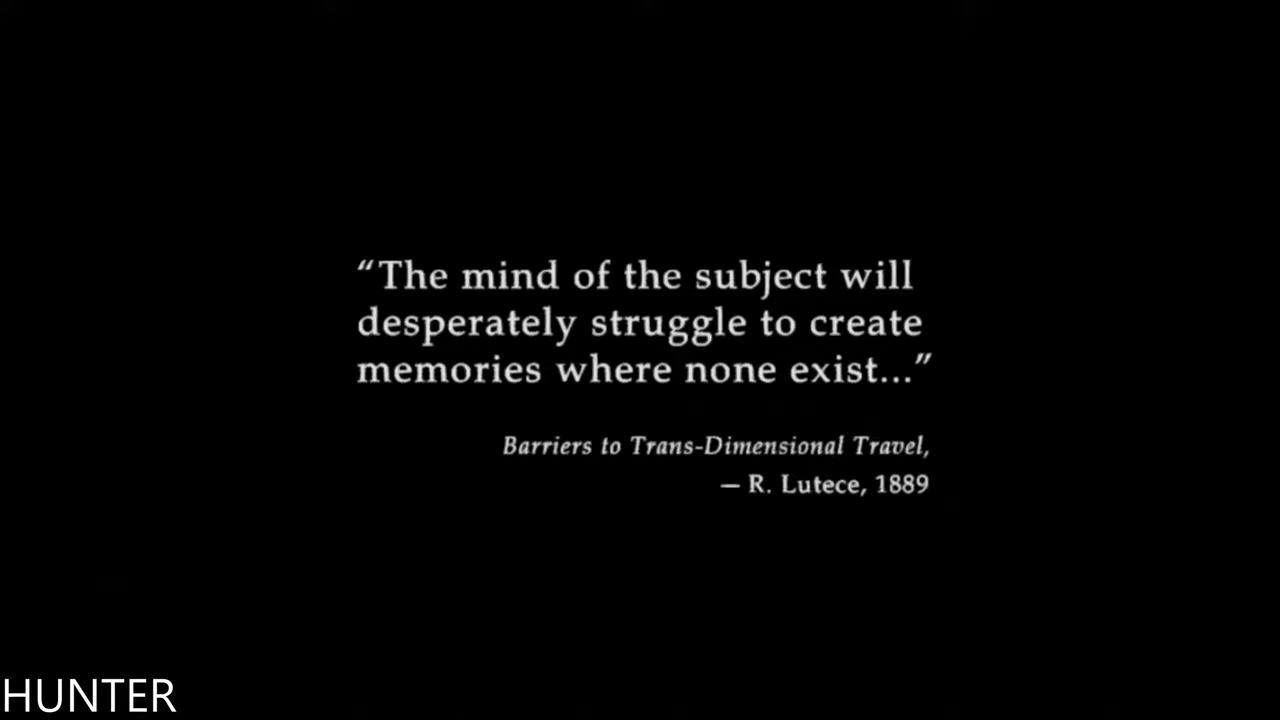 “The mind of the subject will
desperately struggle to create
memories where none exist...”
Barriers to Trans-Dimensional Travel,
— R. Lutece, 1889
HUNTER